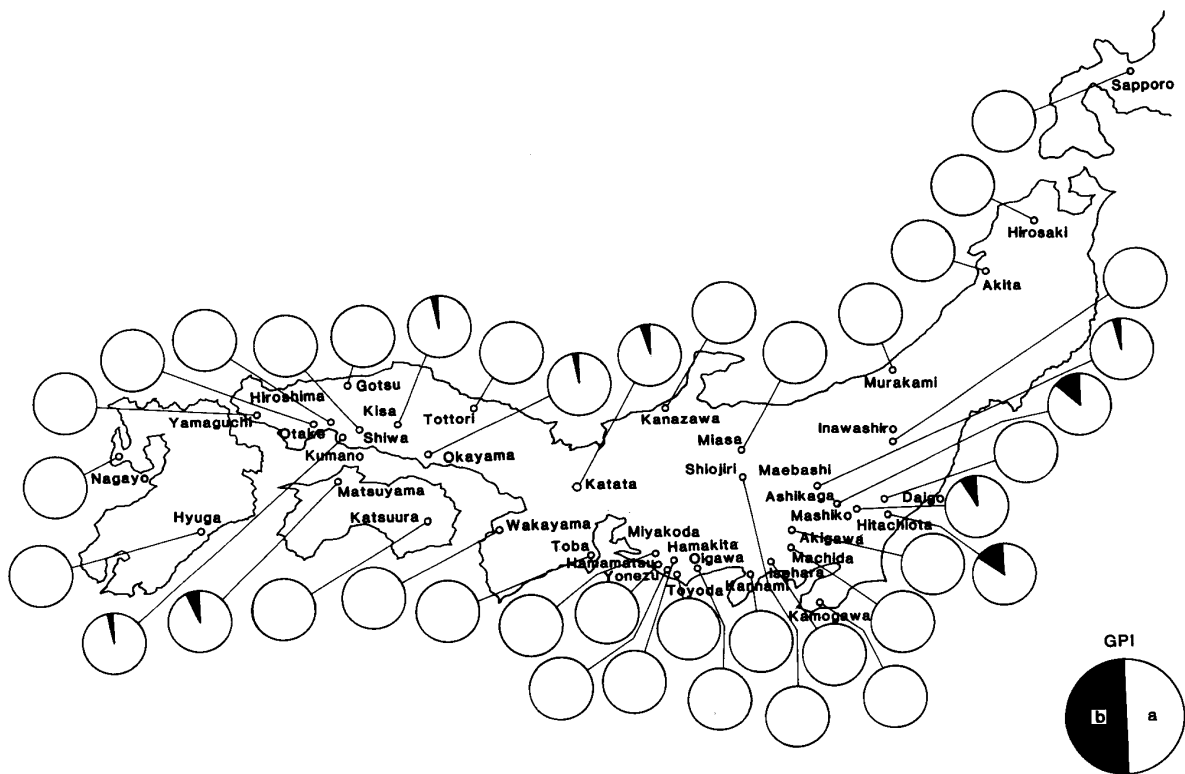 Sapporo
Hirosaki
Akita
Murakami
Gotsu
Hiroshima
Kisa
Tottori
Kanazawa
Yamaguchi
Otake
Shiwa
Inawashiro
Miasa
Kumano
Okayama
Shiojiri
Maebashi
Nagayo
Matsuyama
Katata
Ashikaga
Daigo
Mashiko
Hitachiota
Hyuga
Katsuura
Wakayama
Miyakoda
Akigawa
Toba
Hamakita
Machida
Hamamatsu
Oigawa
Isehara
Yonezu
Kannami
Toyoda
Kamogawa
GPI
b a